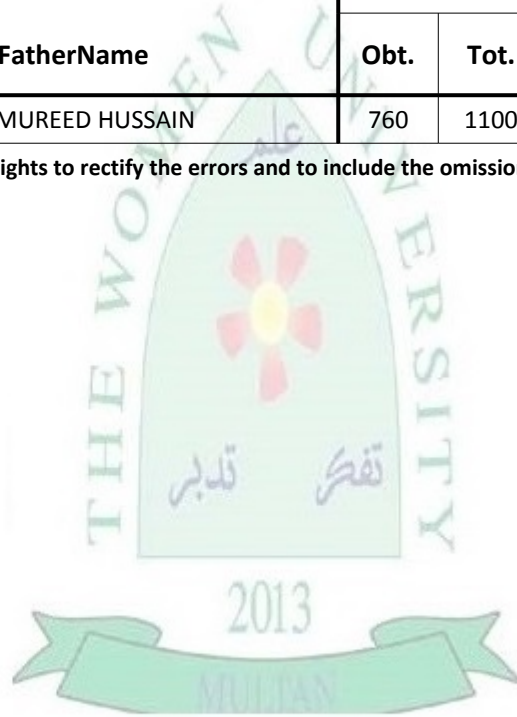 FatherName Obt. Tot.
MUREED HUSSAIN 760 1100
ights to rectify the errors and to include the omission
THE WOMEN UNIVERSITY
علم
تدبر تفکر
2013
MULTAN